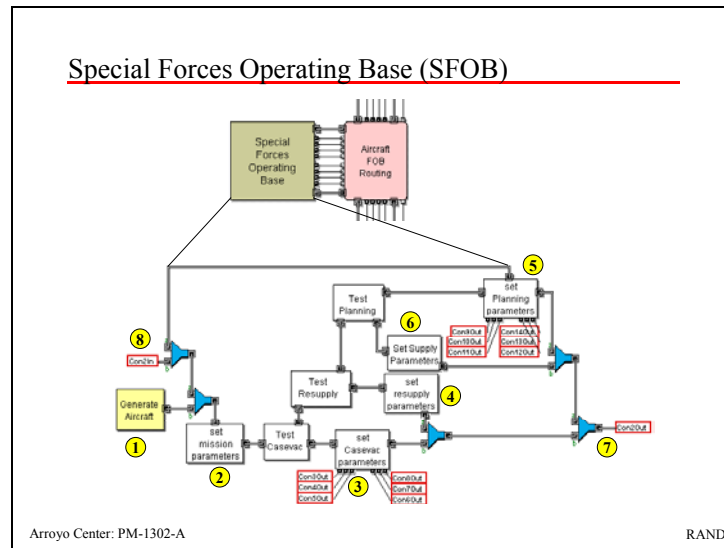 Special Forces Operating Base (SFOB)
Special
Forces
Operating
Base
Aircraft
FOB
Routing
5
set
Planning
parameters
Test
Planning
6
Con9Out
Con10Out
Con11Out
Con14Out
Con13Out
Con12Out
8
Con2In
Set Supply
Parameters
Test
Resupply
set
resupply
parameters
4
Generate
Aircraft
1
set
mission
parameters
2
Test
Casevac
set
Casevac
parameters
3
Con3Out
Con4Out
Con5Out
Con8Out
Con7Out
Con6Out
Con2Out
7
Arroyo Center: PM-1302-A
RAND